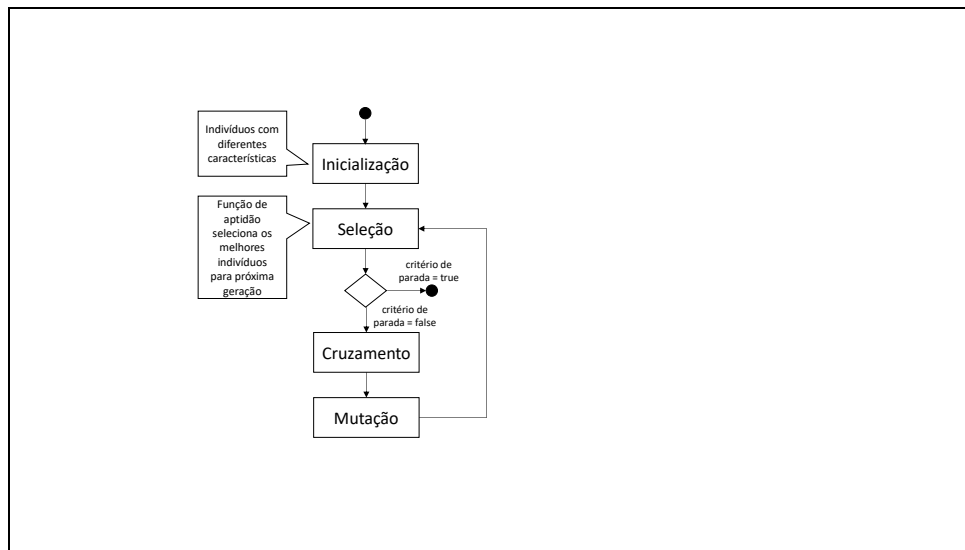 Indivíduos com
diferentes
características
Inicialização
Função de
aptidão
seleciona os
melhores
indivíduos
para próxima
geração
Seleção
critério de
parada = true
critério de
parada = false
Cruzamento
Mutação